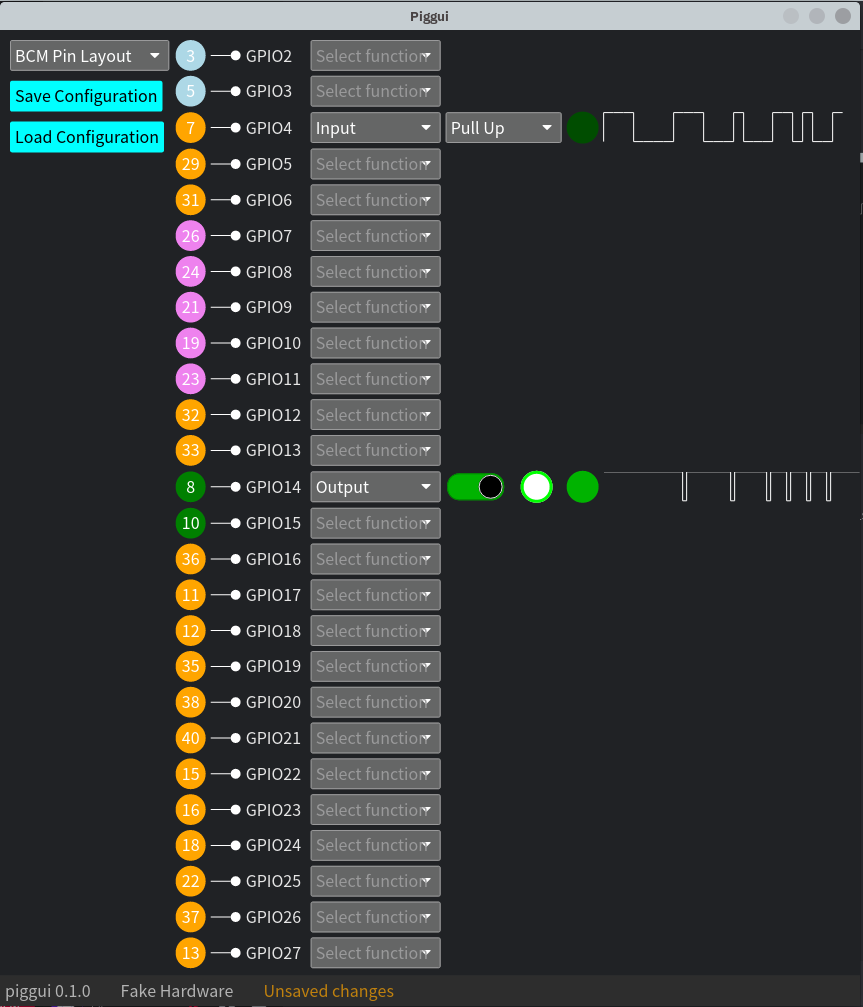 Piggui
BCM Pin Layout 3 GPIO2 Select function
Save Configuration 5 GPIO3 Select function
Load Configuration 7 GPIO4 Input Pull Up
29 GPIO5 Select function
31 GPIO6 Select function
26 GPIO7 Select function
24 GPIO8 Select function
21 GPIO9 Select function
19 GPIO10 Select function
23 GPIO11 Select function
32 GPIO12 Select function
33 GPIO13 Select function
8 GPIO14 Output
10 GPIO15 Select function
36 GPIO16 Select function
11 GPIO17 Select function
12 GPIO18 Select function
35 GPIO19 Select function
38 GPIO20 Select function
40 GPIO21 Select function
15 GPIO22 Select function
16 GPIO23 Select function
18 GPIO24 Select function
22 GPIO25 Select function
37 GPIO26 Select function
13 GPIO27 Select function
piggui 0.1.0 Fake Hardware Unsaved changes